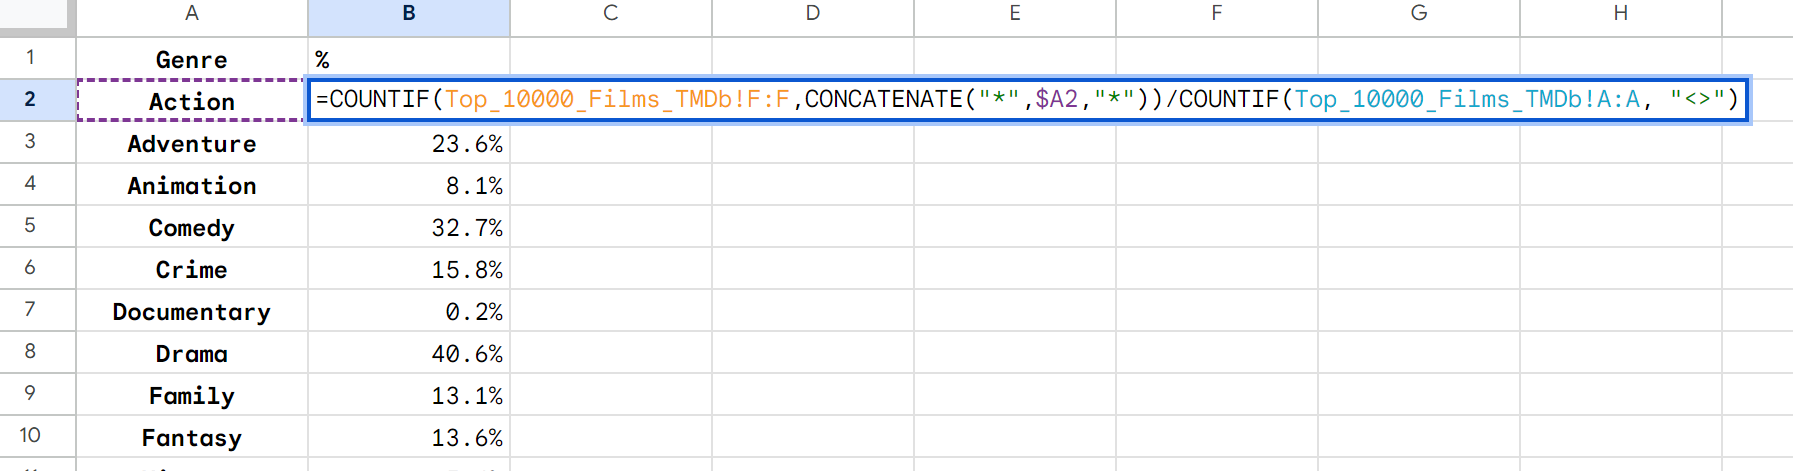 A B C D E F G H
1 Genre %
2 Action =COUNTIF(Top_10000_Films_TMDb!F:F,CONCATENATE("*",$A2,"*"))/COUNTIF(Top_10000_Films_TMDb!A:A, "<>")
3 Adventure 23.6%
4 Animation 8.1%
5 Comedy 32.7%
6 Crime 15.8%
7 Documentary 0.2%
8 Drama 40.6%
9 Family 13.1%
10 Fantasy 13.6%